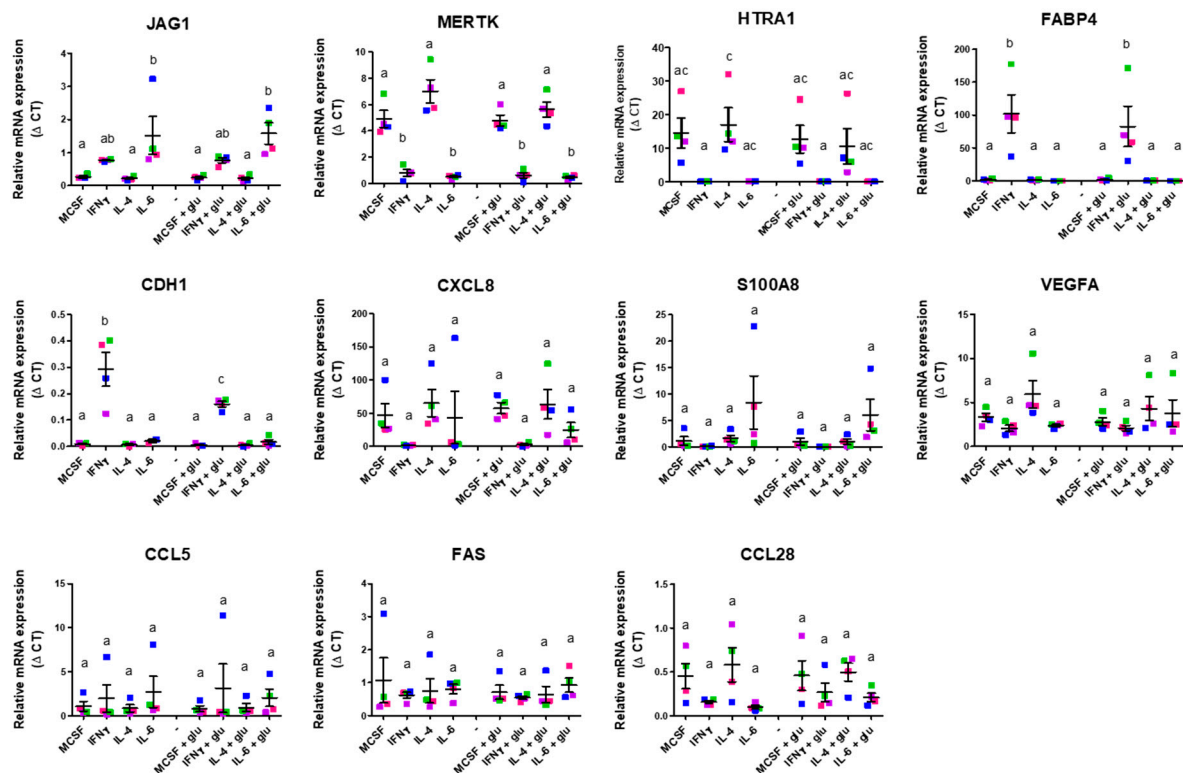 JAG1
Relative mRNA expression
(Δ CT)
4
3
2
1
0
a
ab
a
b
a
ab
a
b
MCSF
IFNγ
IL-4
IL-6
-
MCSF + glu
IFNγ + glu
IL-4 + glu
IL-6 + glu
MERTK
Relative mRNA expression
(Δ CT)
10
8
6
4
2
0
a
b
a
b
a
b
a
b
MCSF
IFNγ
IL-4
IL-6
-
MCSF + glu
IFNγ + glu
IL-4 + glu
IL-6 + glu
HTRA1
Relative mRNA expression
(Δ CT)
40
30
20
10
0
ac
a
c
ac
ac
a
ac
ac
MCSF
IFNγ
IL-4
IL-6
-
MCSF + glu
IFNγ + glu
IL-4 + glu
IL-6 + glu
FABP4
Relative mRNA expression
(Δ CT)
200
150
100
50
0
a
b
a
a
a
b
a
a
MCSF
IFNγ
IL-4
IL-6
-
MCSF + glu
IFNγ + glu
IL-4 + glu
IL-6 + glu
CDH1
Relative mRNA expression
(Δ CT)
0.5
0.4
0.3
0.2
0.1
0.0
a
b
a
a
a
c
a
a
MCSF
IFNγ
IL-4
IL-6
-
MCSF + glu
IFNγ + glu
IL-4 + glu
IL-6 + glu
CXCL8
Relative mRNA expression
(Δ CT)
200
150
100
50
0
a
a
a
a
a
a
a
a
MCSF
IFNγ
IL-4
IL-6
-
MCSF + glu
IFNγ + glu
IL-4 + glu
IL-6 + glu
S100A8
Relative mRNA expression
(Δ CT)
25
20
15
10
5
0
a
a
a
a
a
a
a
a
MCSF
IFNγ
IL-4
IL-6
-
MCSF + glu
IFNγ + glu
IL-4 + glu
IL-6 + glu
VEGFA
Relative mRNA expression
(Δ CT)
15
10
5
0
a
a
a
a
a
a
a
a
MCSF
IFNγ
IL-4
IL-6
-
MCSF + glu
IFNγ + glu
IL-4 + glu
IL-6 + glu
CCL5
Relative mRNA expression
(Δ CT)
15
10
5
0
a
a
a
a
a
a
a
a
MCSF
IFNγ
IL-4
IL-6
-
MCSF + glu
IFNγ + glu
IL-4 + glu
IL-6 + glu
FAS
Relative mRNA expression
(Δ CT)
4
3
2
1
0
a
a
a
a
a
a
a
a
MCSF
IFNγ
IL-4
IL-6
-
MCSF + glu
IFNγ + glu
IL-4 + glu
IL-6 + glu
CCL28
Relative mRNA expression
(Δ CT)
1.5
1.0
0.5
0.0
a
a
a
a
a
a
a
a
MCSF
IFNγ
IL-4
IL-6
-
MCSF + glu
IFNγ + glu
IL-4 + glu
IL-6 + glu